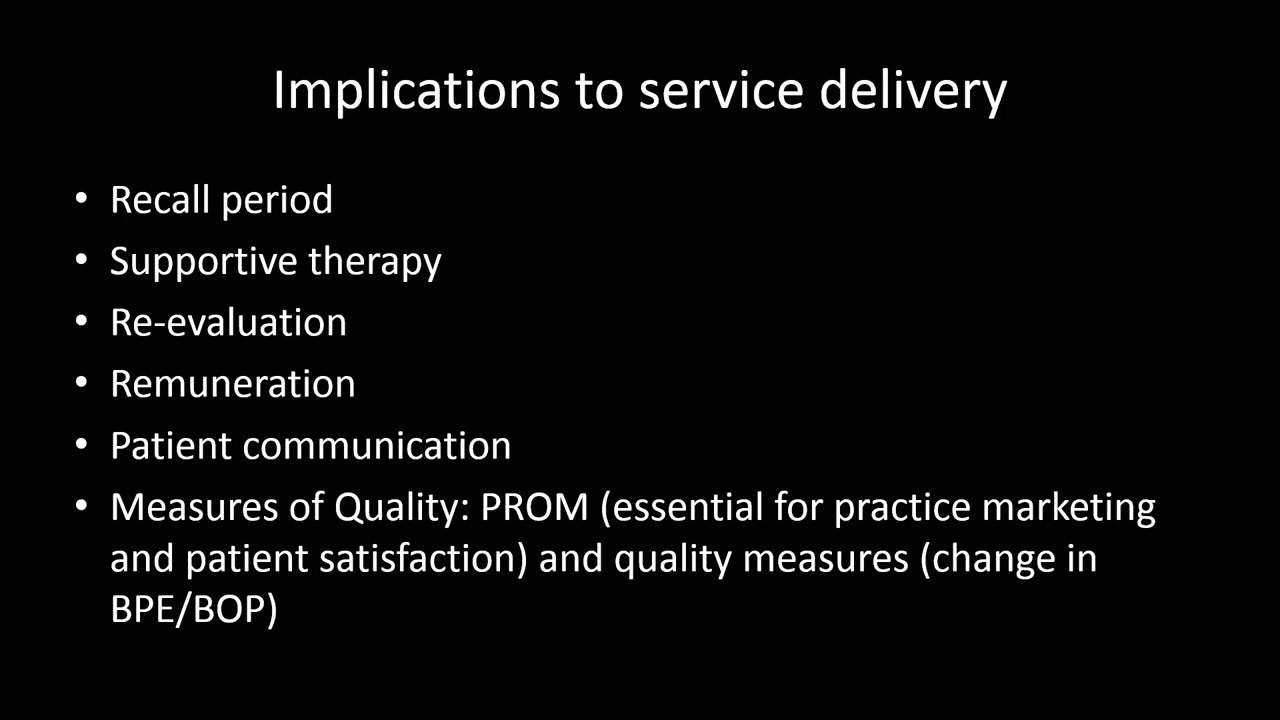 Implications to service delivery
• Recall period
• Supportive therapy
• Re-evaluation
• Remuneration
• Patient communication
• Measures of Quality: PROM (essential for practice marketing
and patient satisfaction) and quality measures (change in
BPE/BOP)